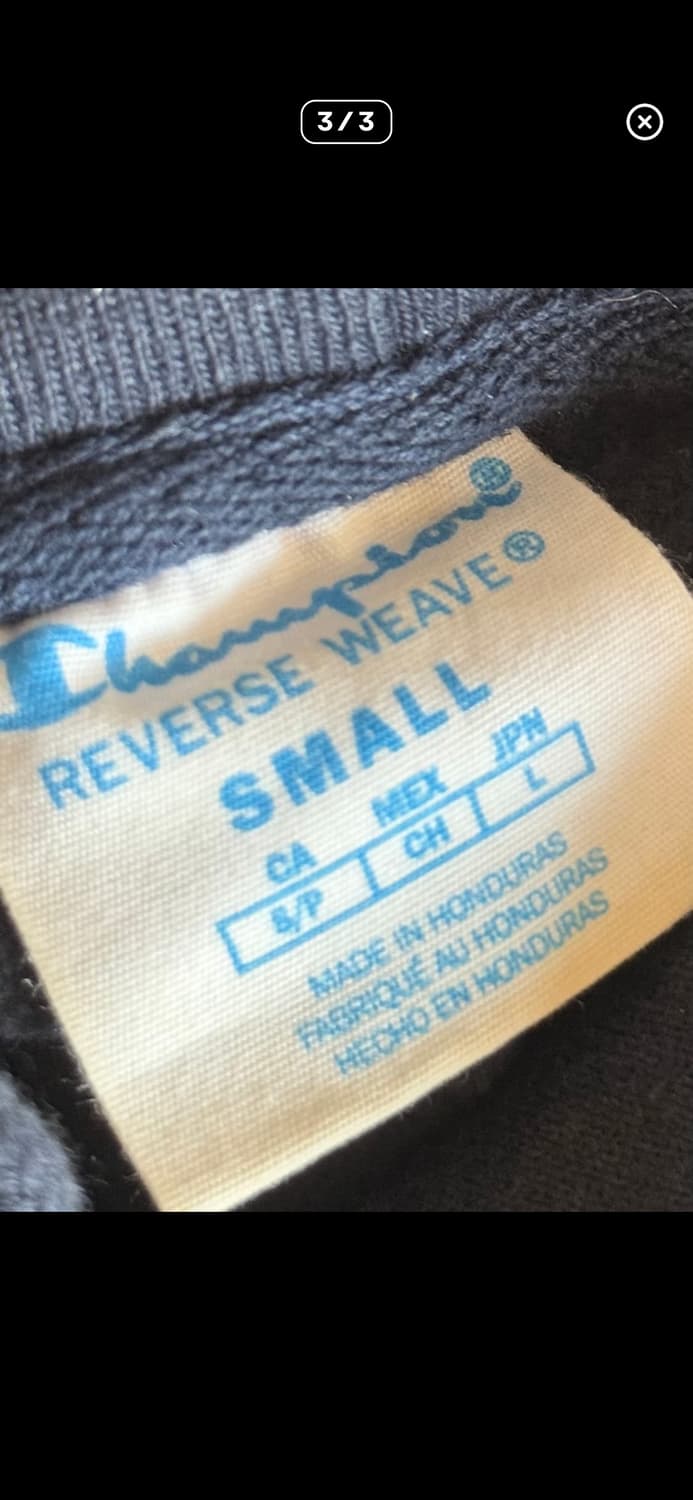 3/3
Champion®
REVERSE WEAVE®
SMALL
CA MEX JPN
S/P CH L
MADE IN HONDURAS
FABRIQUÉ AU HONDURAS
HECHO EN HONDURAS